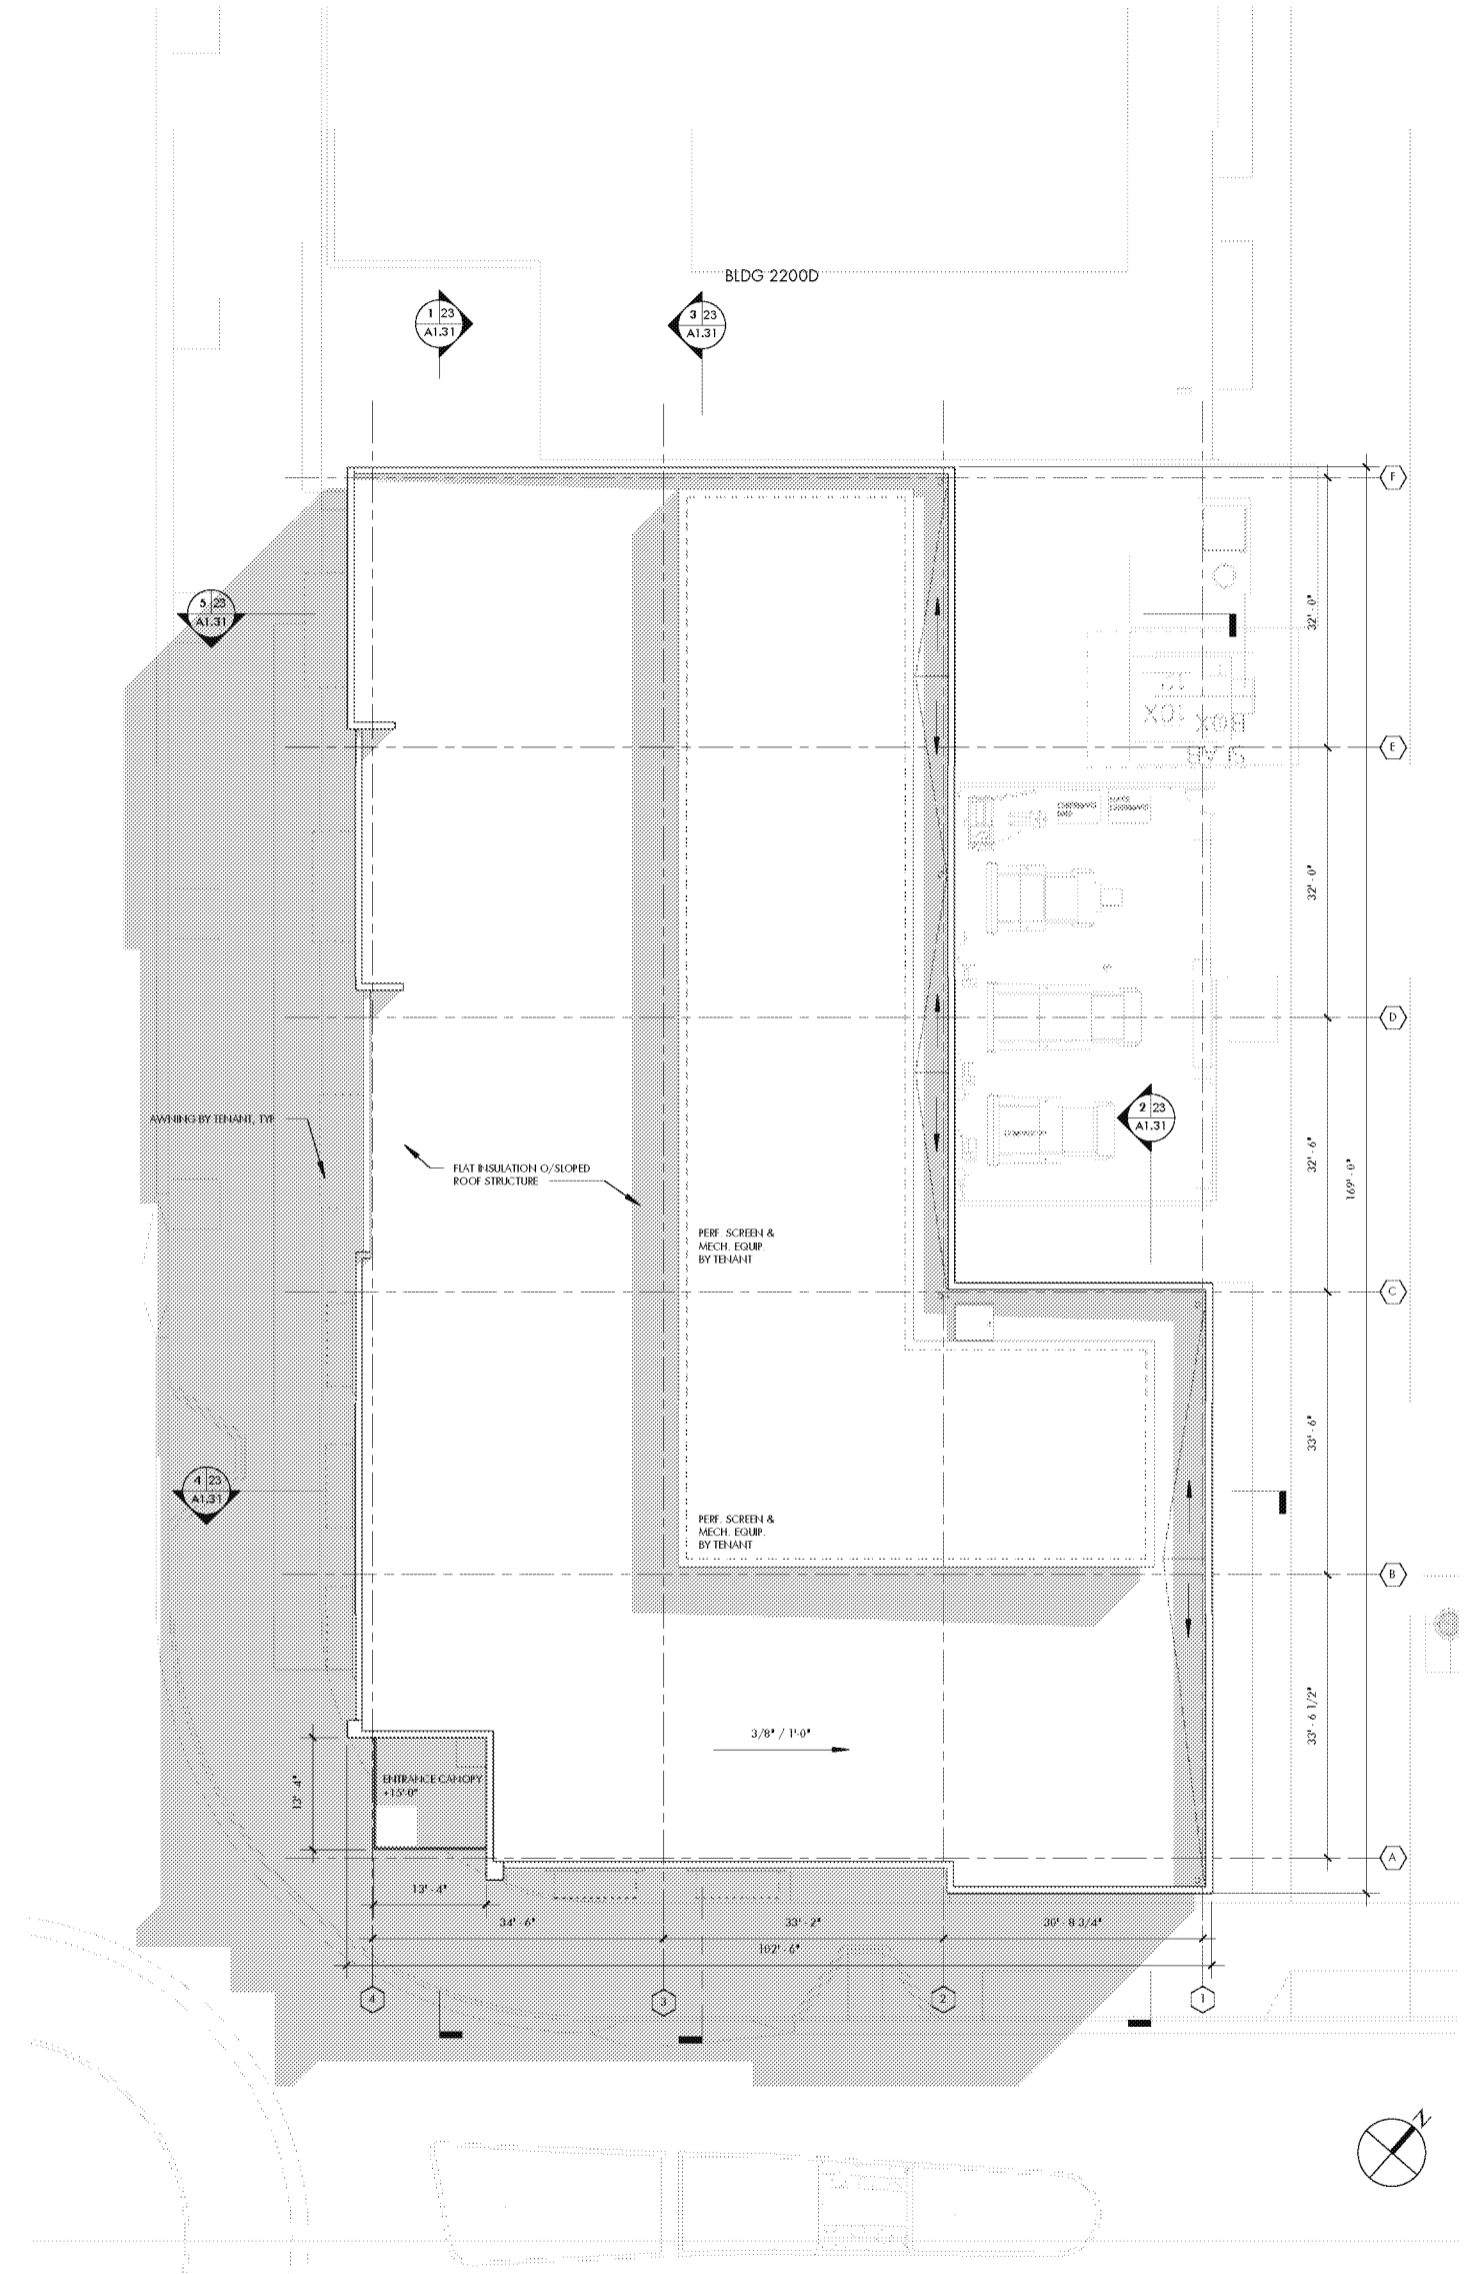 BLDG 2200D
1 23
A1.31
3 23
A1.31
F
5 23
A1.31
32' - 0"
10X
H0X
SLAB
E
32' - 0"
D
2 23
A1.31
AWNING BY TENANT, TYP
FLAT INSULATION O/SLOPED
ROOF STRUCTURE
32' - 6"
169' - 0"
PERF. SCREEN &
MECH. EQUIP.
BY TENANT
C
33' - 6"
4 23
A1.31
PERF. SCREEN &
MECH. EQUIP.
BY TENANT
B
33' - 6 1/2"
3/8" / 1'-0"
13' - 4"
ENTRANCE CANOPY
+15'-0"
A
13' - 4"
34' - 6"
33' - 2"
30' - 8 3/4"
102' - 6"
4
3
2
1
N